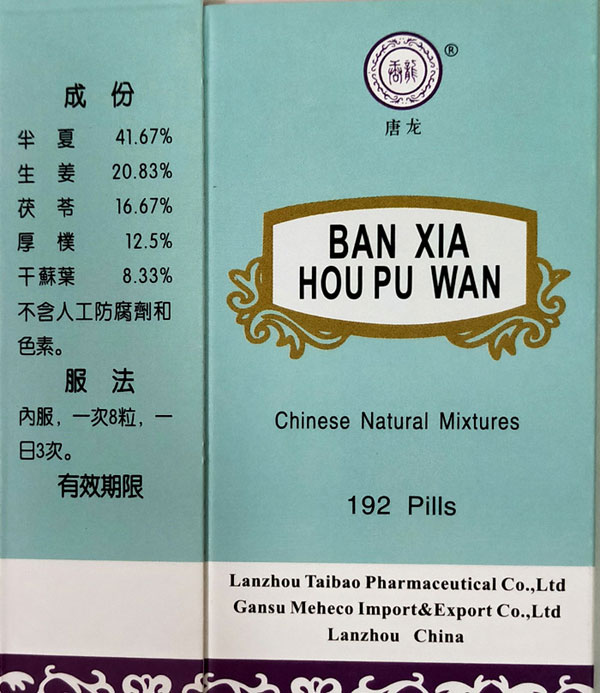 成 份
半 夏 41.67%
生 姜 20.83%
茯 苓 16.67%
厚 樸 12.5%
干蘇葉 8.33%
不含人工防腐劑和
色素。
服 法
內服，一次8粒，一
日3次。
有效期限
®
唐龙
BAN XIA
HOU PU WAN
Chinese Natural Mixtures
192 Pills
Lanzhou Taibao Pharmaceutical Co.,Ltd
Gansu Meheco Import&Export Co.,Ltd
Lanzhou China